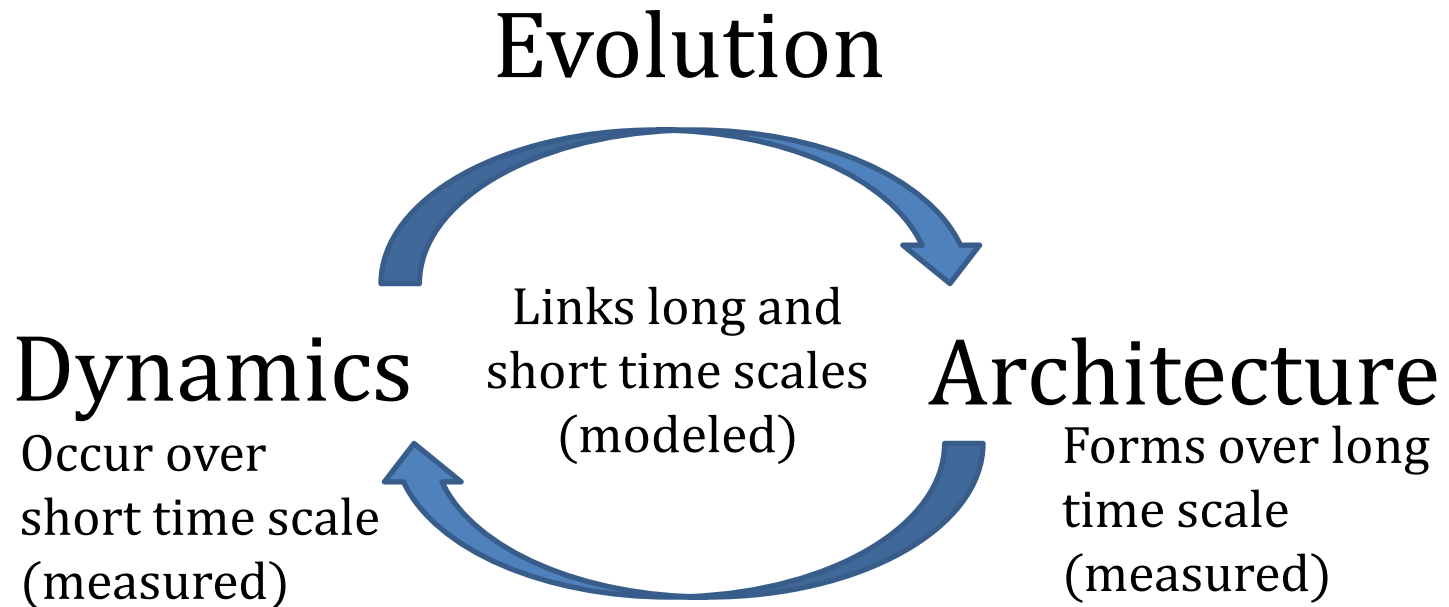 Evolution
Links long and
short time scales
(modeled)
Dynamics
Occur over
short time scale
(measured)
Architecture
Forms over long
time scale
(measured)